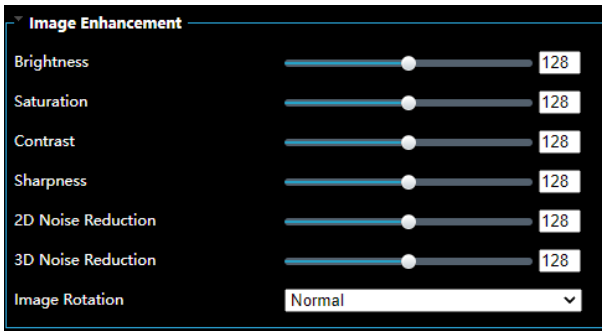 Image Enhancement
Brightness 128
Saturation 128
Contrast 128
Sharpness 128
2D Noise Reduction 128
3D Noise Reduction 128
Image Rotation Normal